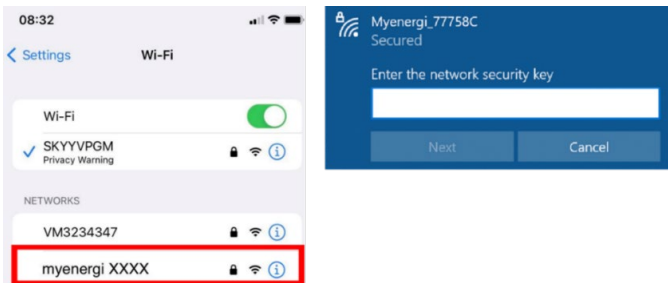 08:32
Settings
Wi-Fi
Wi-Fi
SKYYVPGM
Privacy Warning
NETWORKS
VM3234347
myenergi XXXX
Myenergi_77758C
Secured
Enter the network security key
Next
Cancel